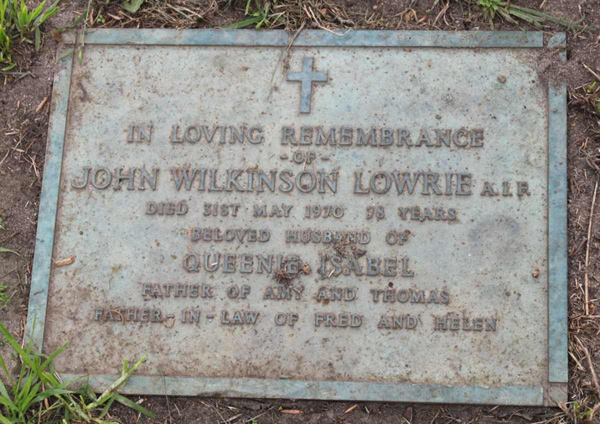 IN LOVING REMEMBRANCE
-OF-
JOHN WILKINSON LOWRIE A.I.F.
DIED 31ST MAY 1970 78 YEARS
BELOVED HUSBAND OF
QUEENIE ISABEL
FATHER OF AMY AND THOMAS
FATHER-IN-LAW OF FRED AND HELEN